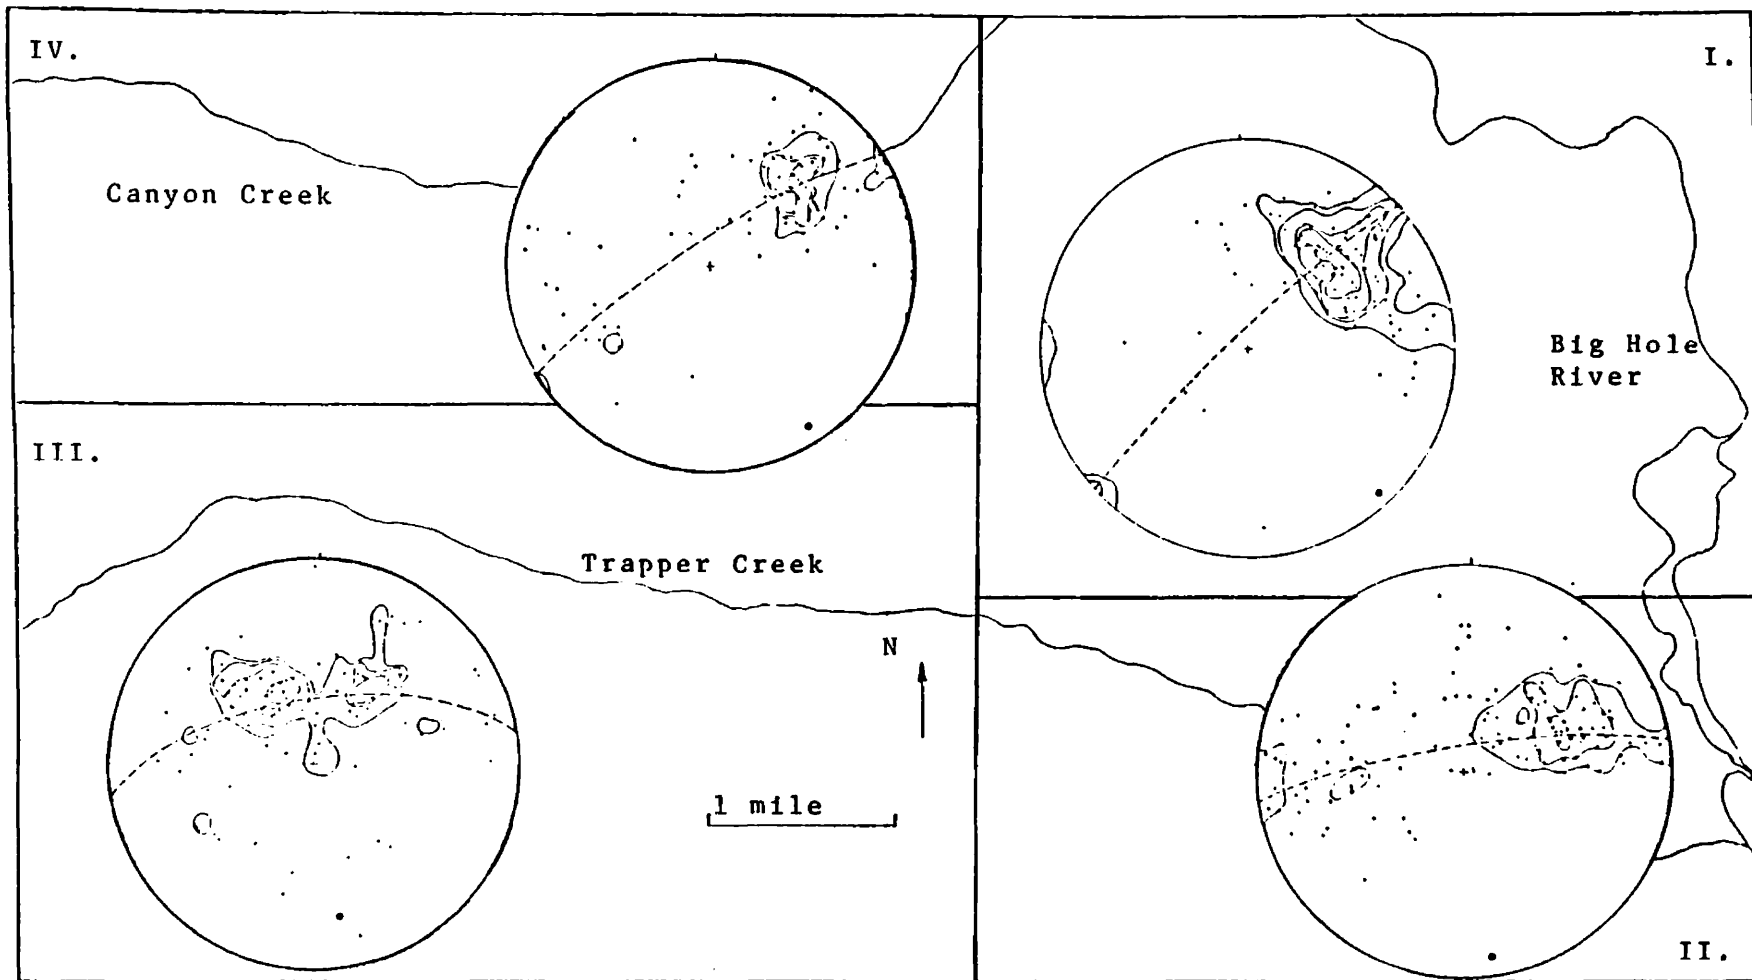 IV.
I.
Canyon Creek
Big Hole
River
III.
Trapper Creek
N
1 mile
II.